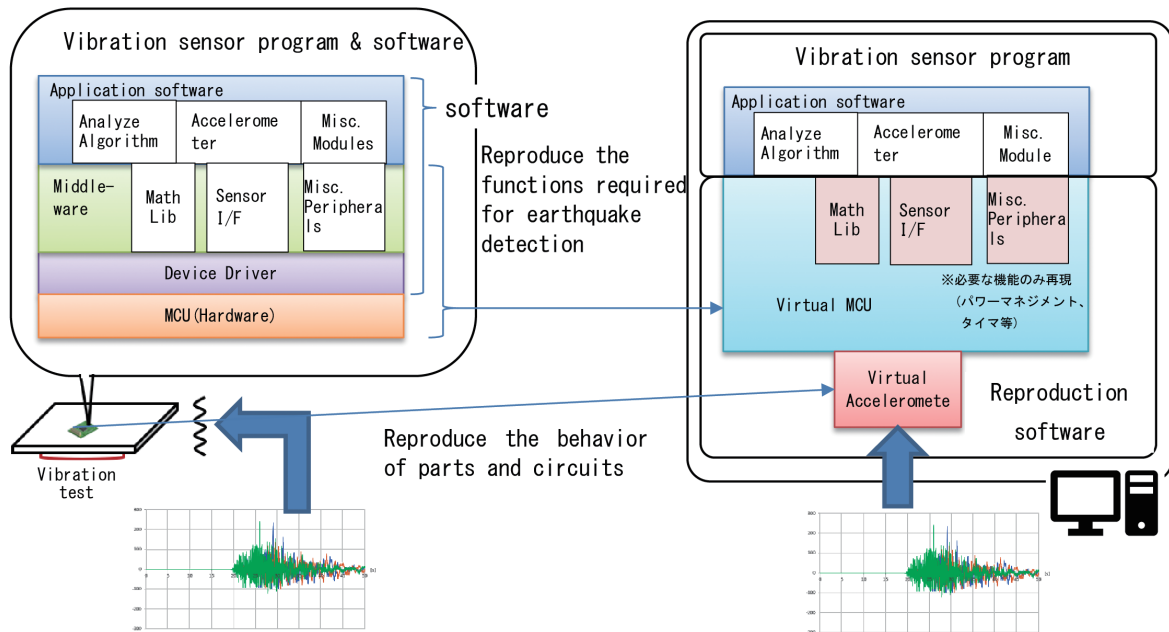 Vibration sensor program & software
Application software
Analyze
Algorithm
Accelerome
ter
Misc.
Modules
Middle-
ware
Math
Lib
Sensor
I/F
Misc.
Periphera
ls
Device Driver
MCU(Hardware)
software
Reproduce the
functions required
for earthquake
detection
Vibration
test
Reproduce the behavior
of parts and circuits
Vibration sensor program
Application software
Analyze
Algorithm
Accelerome
ter
Misc.
Module
Math
Lib
Sensor
I/F
Misc.
Periphera
ls
※必要な機能のみ再現
(パワーマネジメント、
タイマ等)
Virtual MCU
Virtual
Acceleromete
Reproduction
software